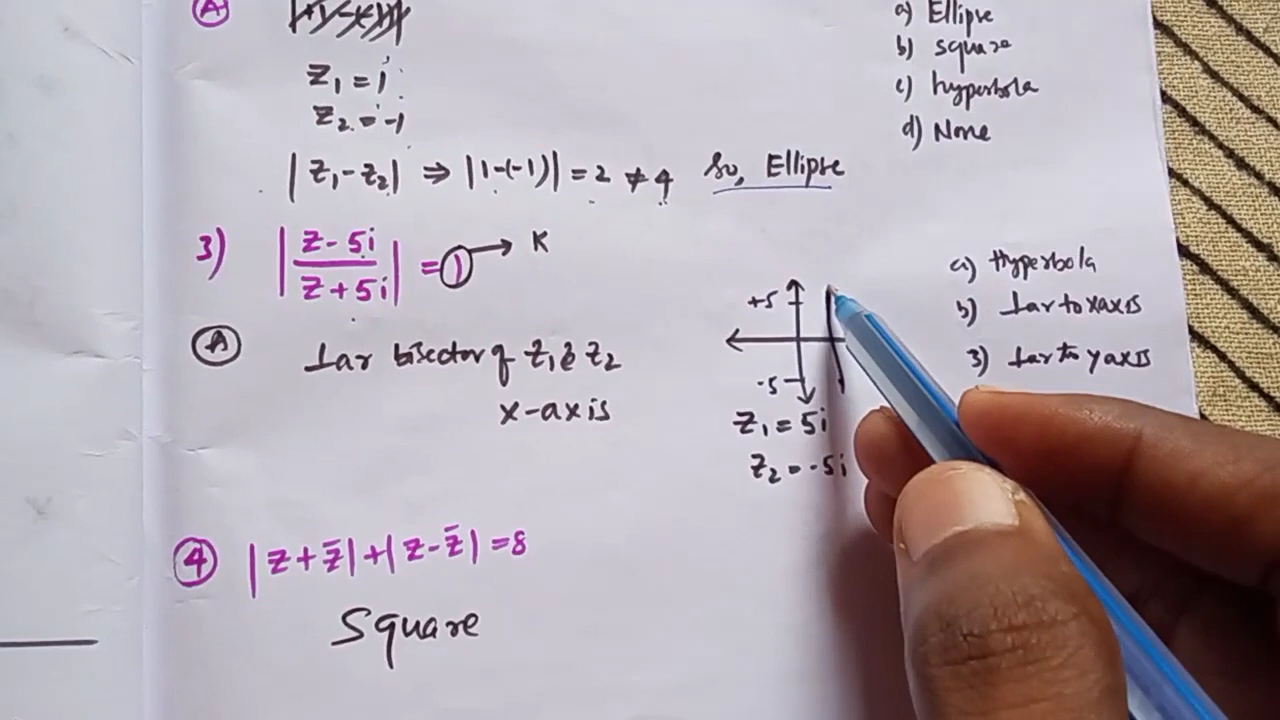 A
a) Ellipse
b) square
c) hyperbola
d) None
z₁ = 1
z₂ = -1
|z₁ - z₂| ⇒ |1-(-1)| = 2 ≠ 4 So, Ellipse
3) |z - 5i / z + 5i| = 1 → K
a) Hyperbola
b) ⊥ar to x axis
3) ⊥ar to y axis
+5
-5
A ⊥ar bisector of z₁ & z₂
x-axis
z₁ = 5i
z₂ = -5i
4 |z + z̄| + |z - z̄| = 8
Square